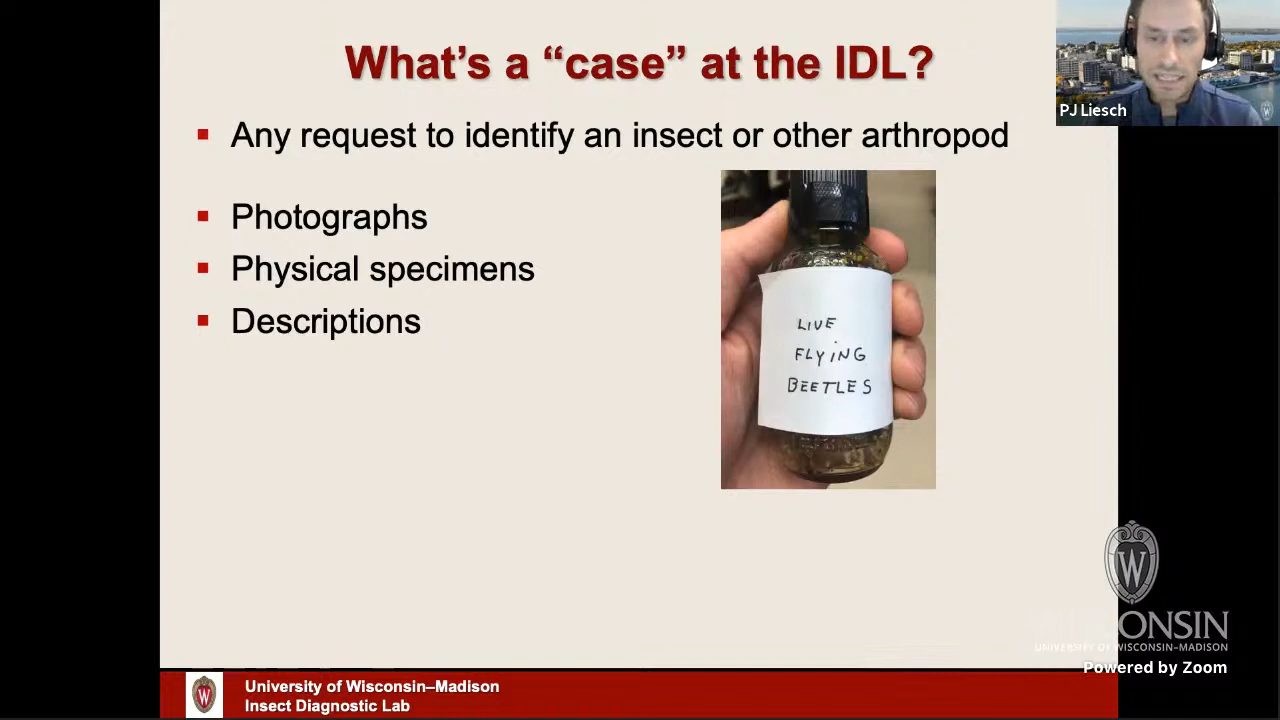 What's a “case” at the IDL?
PJ Liesch
Any request to identify an insect or other arthropod
Photographs
Physical specimens
Descriptions
LIVE
FLYING
BEETLES
W
ONSIN
UNIVERSITY OF WISCONSIN–MADISON
Powered by Zoom
W
University of Wisconsin–Madison
Insect Diagnostic Lab